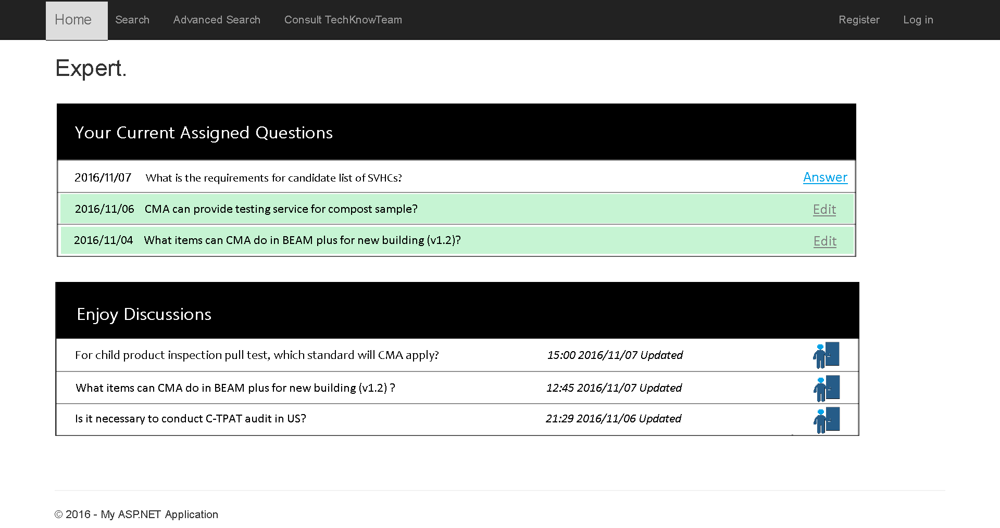 Home Search Advanced Search Consult TechKnowTeam Register Log in
Expert.
Your Current Assigned Questions
2016/11/07 What is the requirements for candidate list of SVHCs? Answer
2016/11/06 CMA can provide testing service for compost sample? Edit
2016/11/04 What items can CMA do in BEAM plus for new building (v1.2)? Edit
Enjoy Discussions
For child product inspection pull test, which standard will CMA apply? 15:00 2016/11/07 Updated
What items can CMA do in BEAM plus for new building (v1.2) ? 12:45 2016/11/07 Updated
Is it necessary to conduct C-TPAT audit in US? 21:29 2016/11/06 Updated
© 2016 - My ASP.NET Application